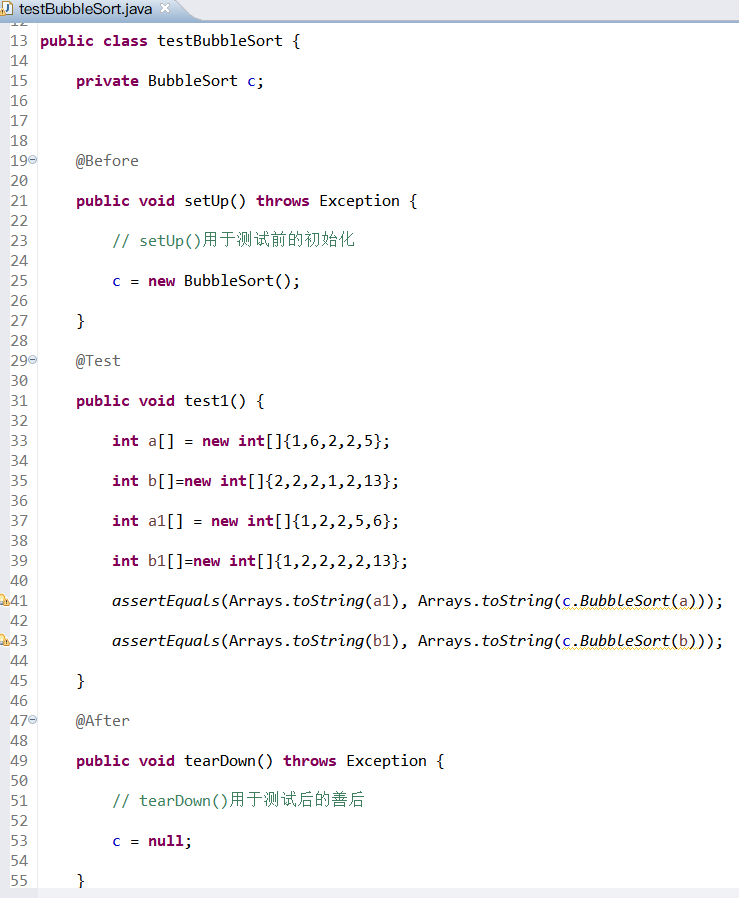 testBubbleSort.java
12
13 public class testBubbleSort {
14
15 private BubbleSort c;
16
17
18
19 @Before
20
21 public void setUp() throws Exception {
22
23 // setUp()用于测试前的初始化
24
25 c = new BubbleSort();
26
27 }
28
29 @Test
30
31 public void test1() {
32
33 int a[] = new int[]{1,6,2,2,5};
34
35 int b[]=new int[]{2,2,2,1,2,13};
36
37 int a1[] = new int[]{1,2,2,5,6};
38
39 int b1[]=new int[]{1,2,2,2,2,13};
40
41 assertEquals(Arrays.toString(a1), Arrays.toString(c.BubbleSort(a)));
42
43 assertEquals(Arrays.toString(b1), Arrays.toString(c.BubbleSort(b)));
44
45 }
46
47 @After
48
49 public void tearDown() throws Exception {
50
51 // tearDown()用于测试后的善后
52
53 c = null;
54
55 }